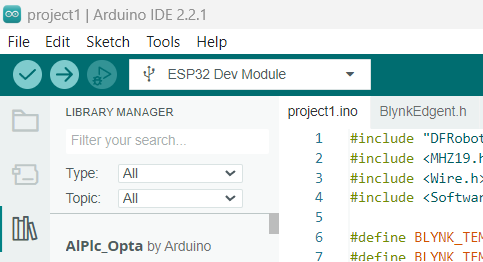 project1 | Arduino IDE 2.2.1
File Edit Sketch Tools Help
ESP32 Dev Module
LIBRARY MANAGER
Filter your search...
Type: All
Topic: All
AlPlc_Opta by Arduino
project1.ino BlynkEdgent.h
1 #include "DFRobot
2 #include <MHZ19.h
3 #include <Wire.h>
4 #include <Softwar
5
6 #define BLYNK_TEM
7 #define BLYNK_TEM